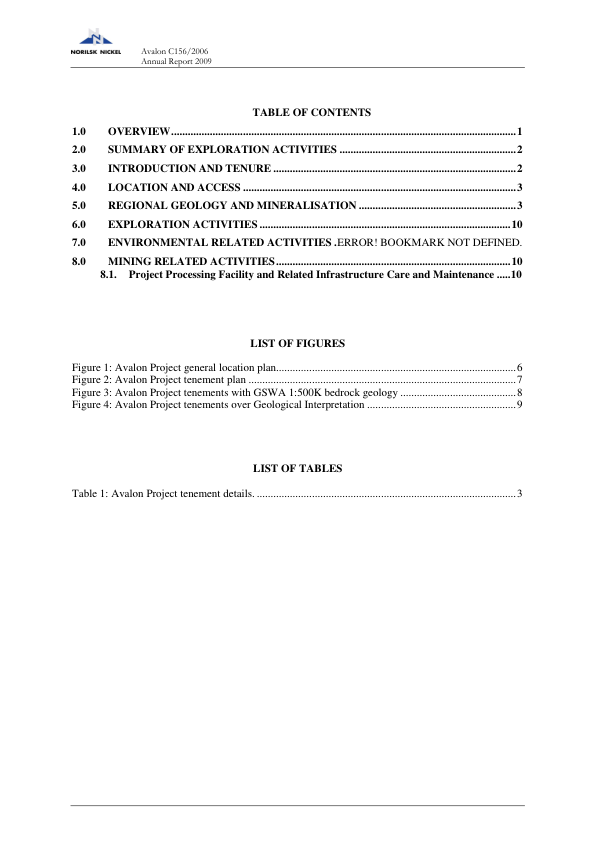 NORILSK NICKEL
Avalon C156/2006
Annual Report 2009
TABLE OF CONTENTS
1.0 OVERVIEW........................................................................................................................1
2.0 SUMMARY OF EXPLORATION ACTIVITIES ...............................................................2
3.0 INTRODUCTION AND TENURE .....................................................................................2
4.0 LOCATION AND ACCESS ...............................................................................................3
5.0 REGIONAL GEOLOGY AND MINERALISATION ........................................................3
6.0 EXPLORATION ACTIVITIES ..........................................................................................10
7.0 ENVIRONMENTAL RELATED ACTIVITIES .ERROR! BOOKMARK NOT DEFINED.
8.0 MINING RELATED ACTIVITIES.....................................................................................10
8.1. Project Processing Facility and Related Infrastructure Care and Maintenance .....10
LIST OF FIGURES
Figure 1: Avalon Project general location plan.......................................................................................6
Figure 2: Avalon Project tenement plan .................................................................................................7
Figure 3: Avalon Project tenements with GSWA 1:500K bedrock geology ..........................................8
Figure 4: Avalon Project tenements over Geological Interpretation ......................................................9
LIST OF TABLES
Table 1: Avalon Project tenement details. ..............................................................................................3